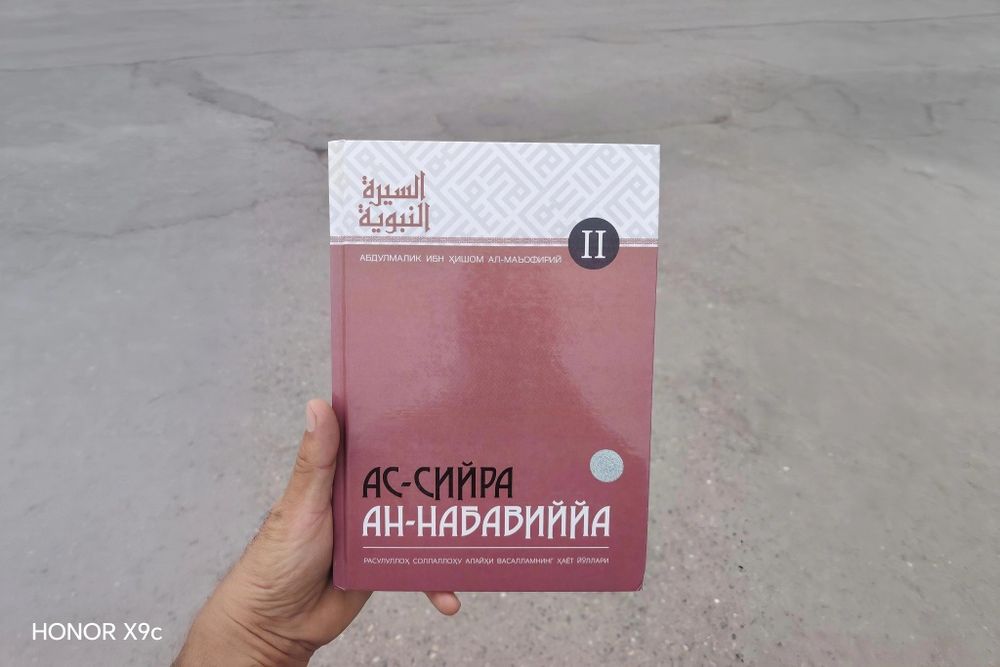 السيرة
النبوية
II
АБДУЛМАЛИК ИБН ҲИШОМ АЛ-МАЪОФИРИЙ
АС-СИЙРА
АН-НАБАВИЙЙА
РАСУЛУЛЛОҲ СОЛЛАЛЛОҲУ АЛАЙҲИ ВАСАЛЛАМНИНГ ҲАЁТ ЙЎЛЛАРИ
HONOR X9c